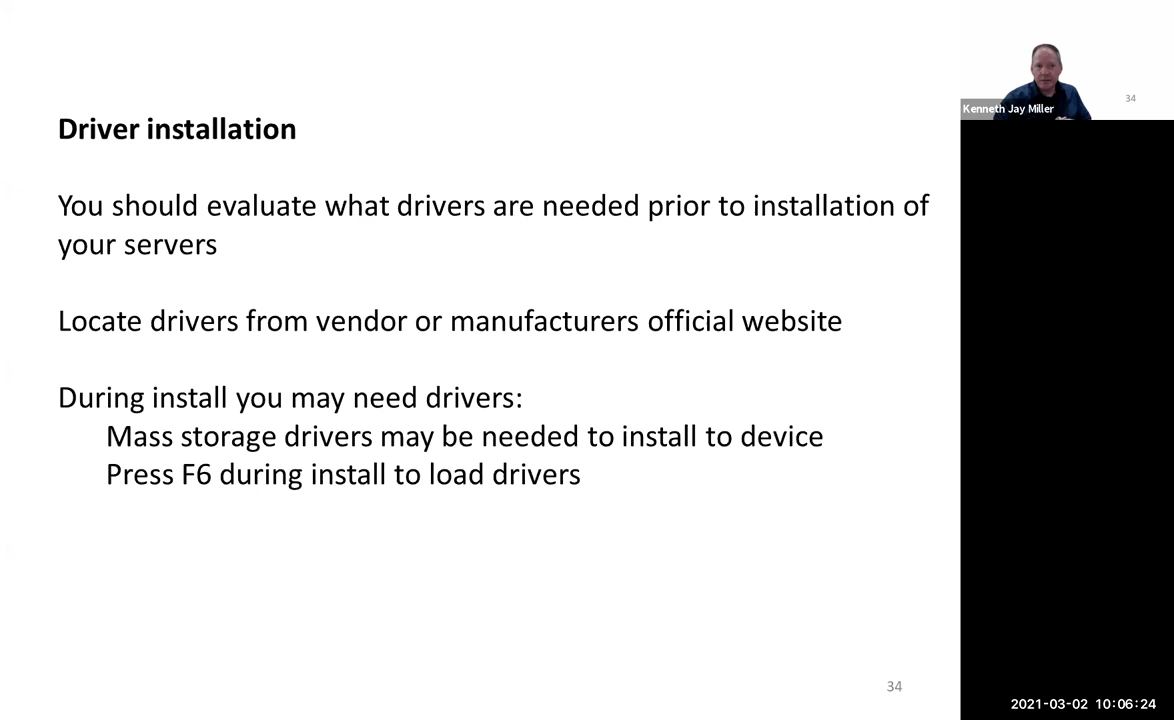 Driver installation
You should evaluate what drivers are needed prior to installation of
your servers
Locate drivers from vendor or manufacturers official website
During install you may need drivers:
Mass storage drivers may be needed to install to device
Press F6 during install to load drivers
34
Kenneth Jay Miller
34
2021-03-02 10:06:24